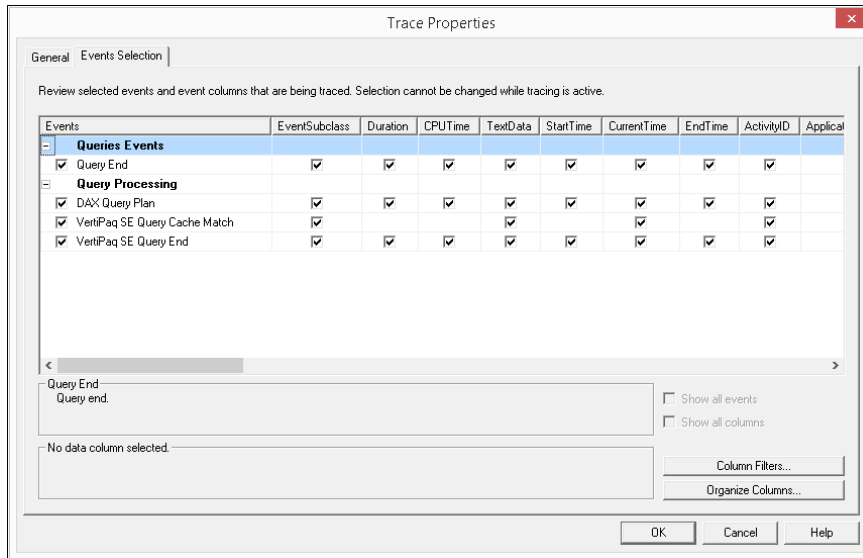 Trace Properties
General Events Selection
Review selected events and event columns that are being traced. Selection cannot be changed while tracing is active.
Events EventSubclass Duration CPUTime TextData StartTime CurrentTime EndTime ActivityID Applicat
Queries Events
Query End
Query Processing
DAX Query Plan
VertiPaq SE Query Cache Match
VertiPaq SE Query End
Query End
Query end.
Show all events
Show all columns
No data column selected.
Column Filters...
Organize Columns...
OK Cancel Help